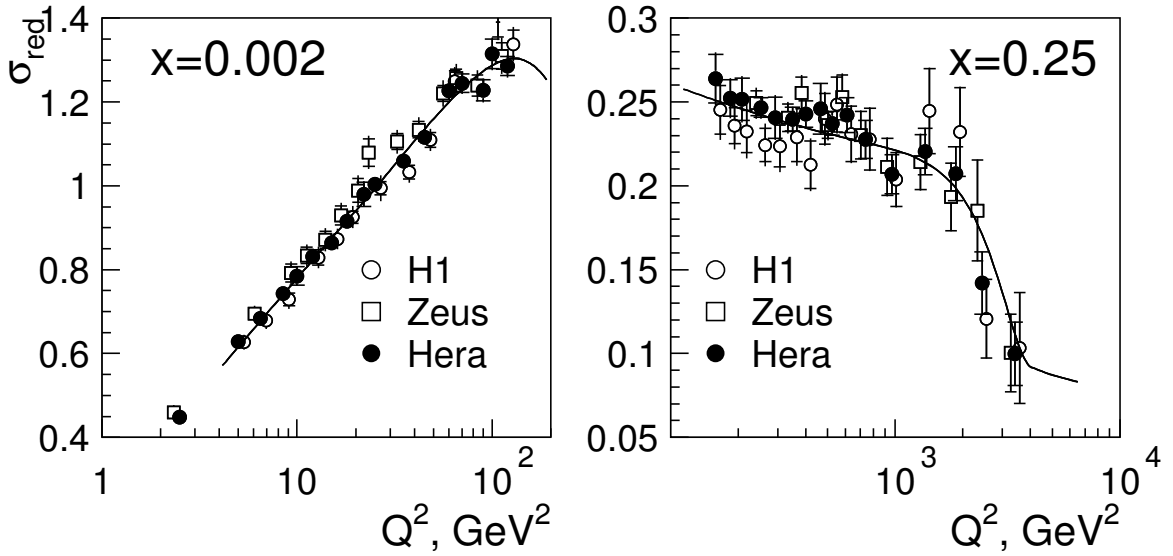 σred
x=0.002
1.4
1.2
1
0.8
0.6
0.4
H1
Zeus
Hera
1 10 10^2
Q^2, GeV^2
x=0.25
0.3
0.25
0.2
0.15
0.1
0.05
H1
Zeus
Hera
10^3 10^4
Q^2, GeV^2